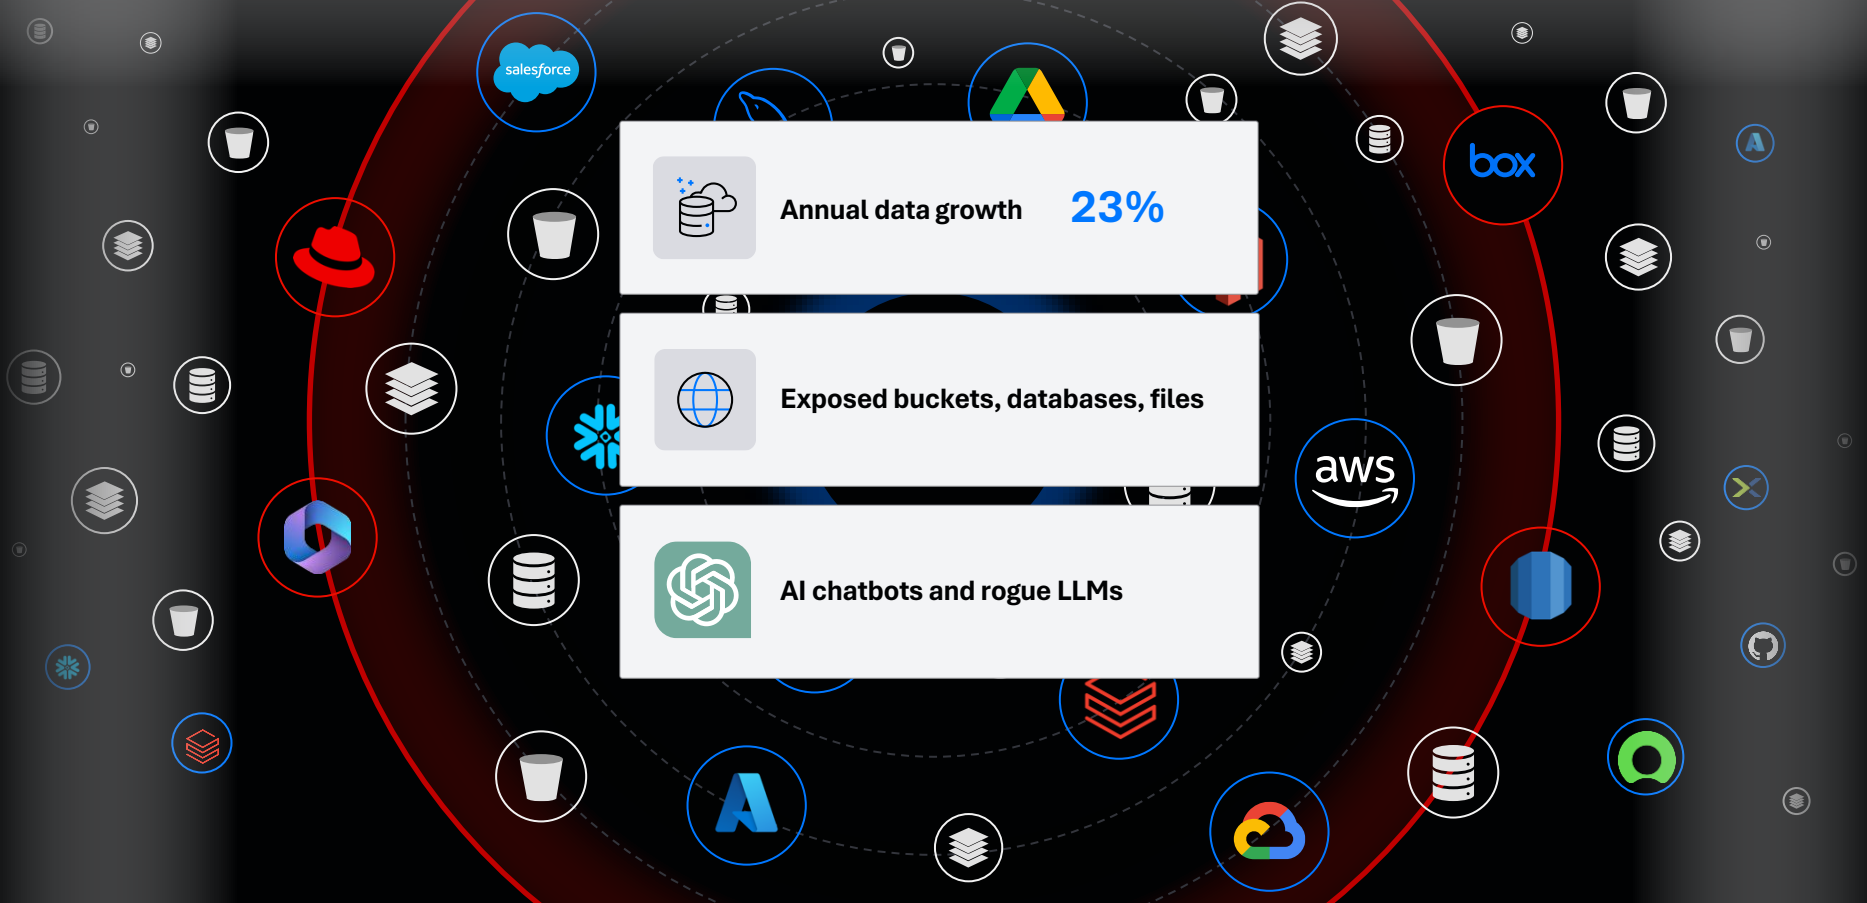 salesforce
box
Annual data growth 23%
Exposed buckets, databases, files
aws
AI chatbots and rogue LLMs